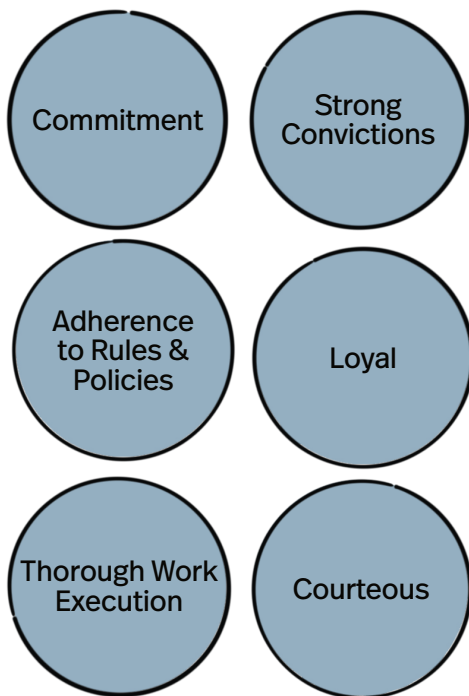 Commitment
Strong
Convictions
Adherence
to Rules &
Policies
Loyal
Thorough Work
Execution
Courteous